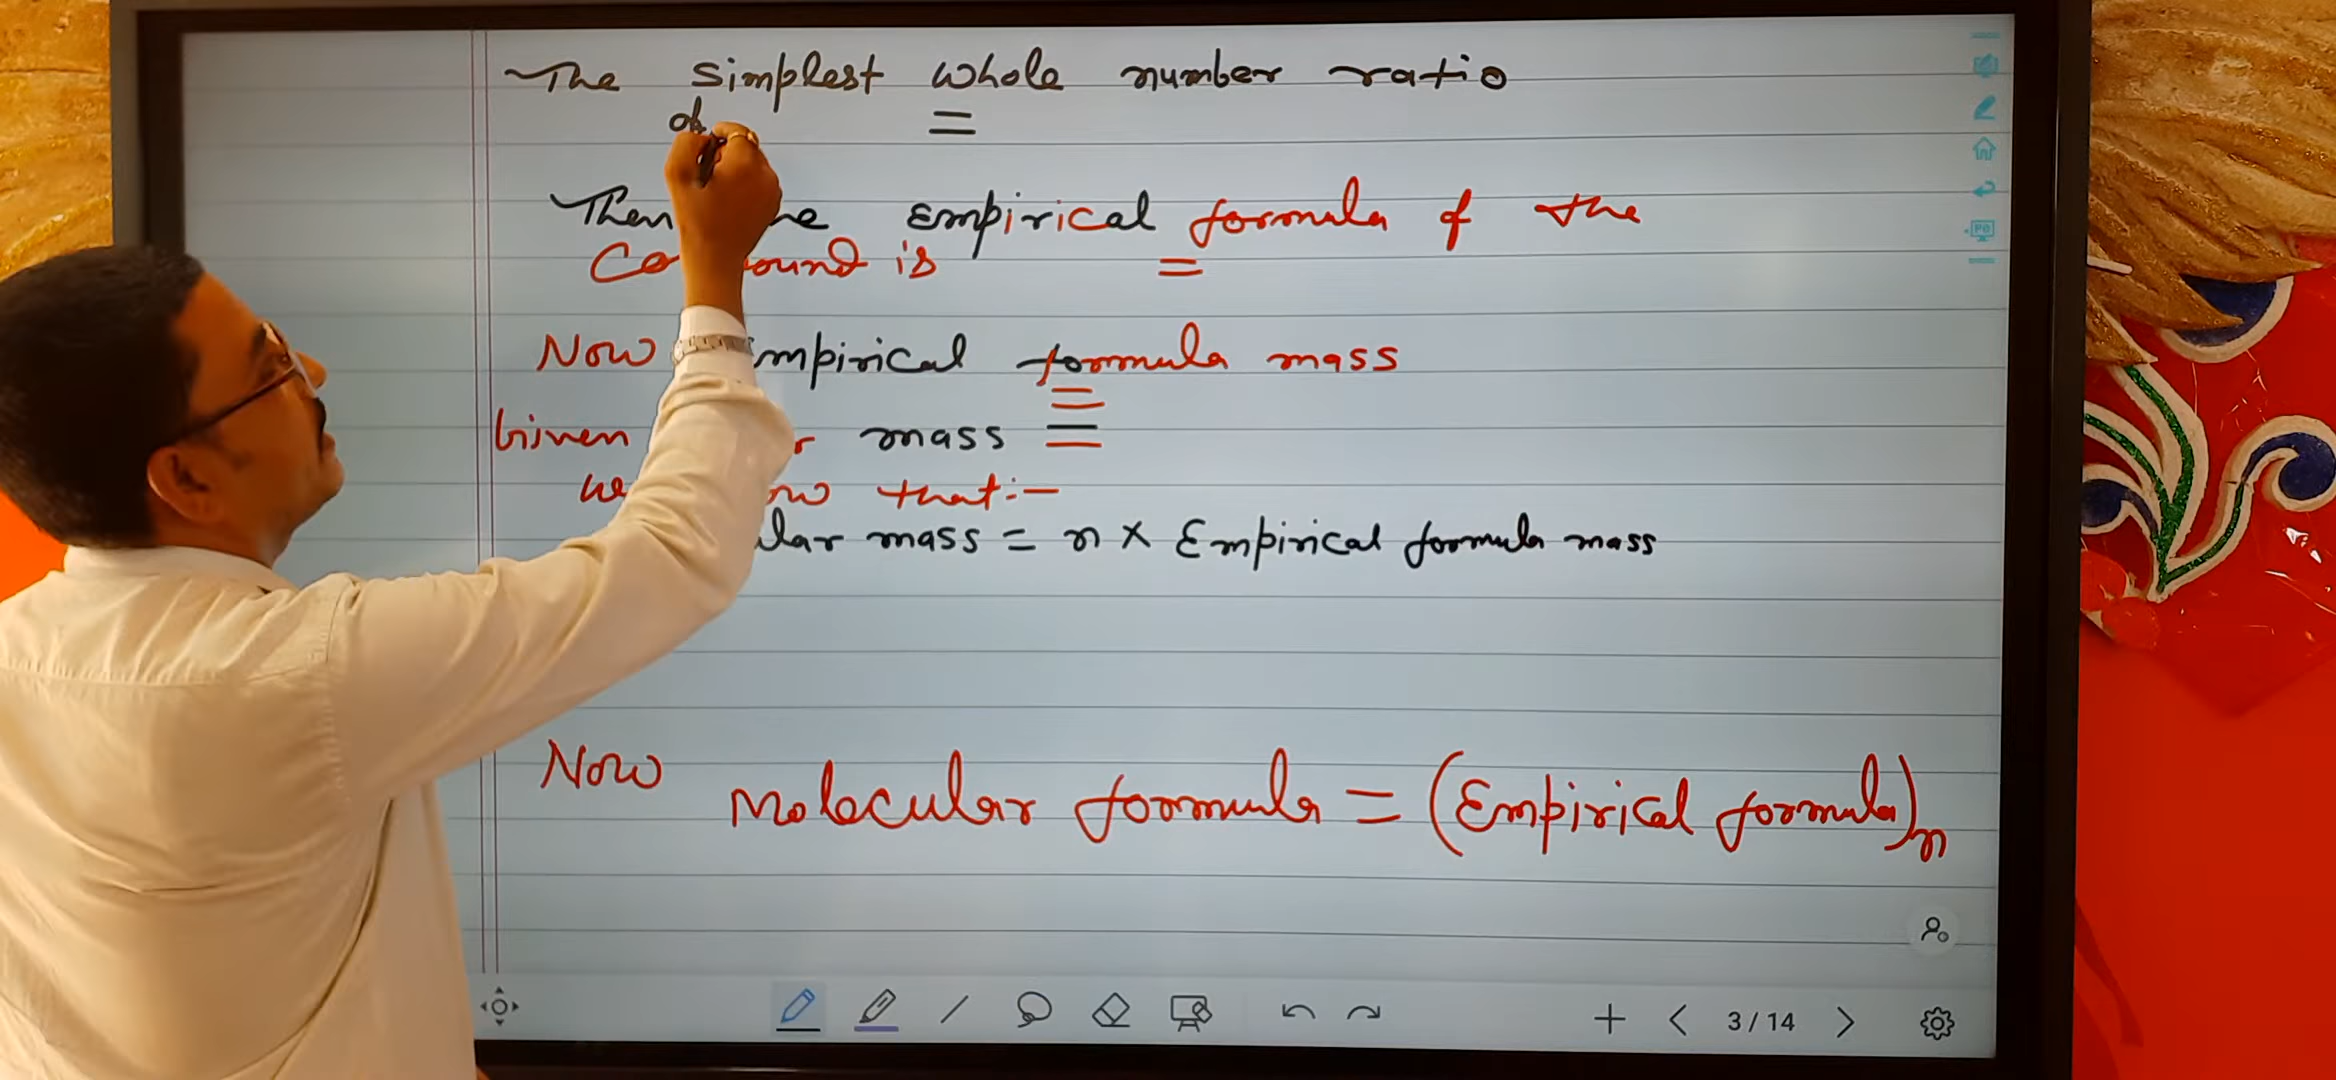 The simplest whole number ratio
of =
Then empirical formula of the
is =
Now Empirical formula mass
=
Given mass =
that:-
mass = n × Empirical formula mass
Now Molecular formula = (Empirical formula)n
3/14